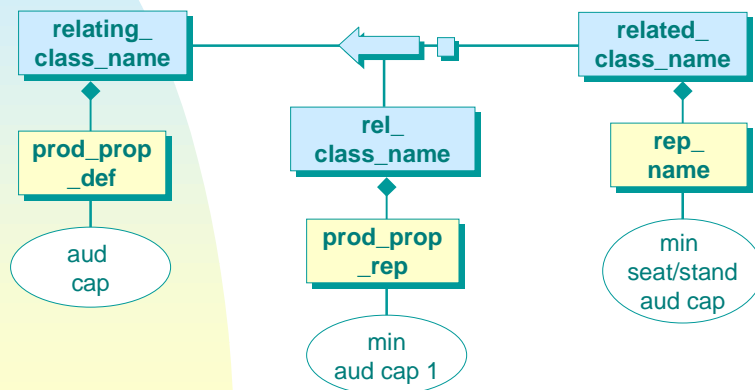 relating_
class_name
related_
class_name
rel_
class_name
prod_prop
_def
rep_
name
prod_prop
_rep
aud
cap
min
seat/stand
aud cap
min
aud cap 1